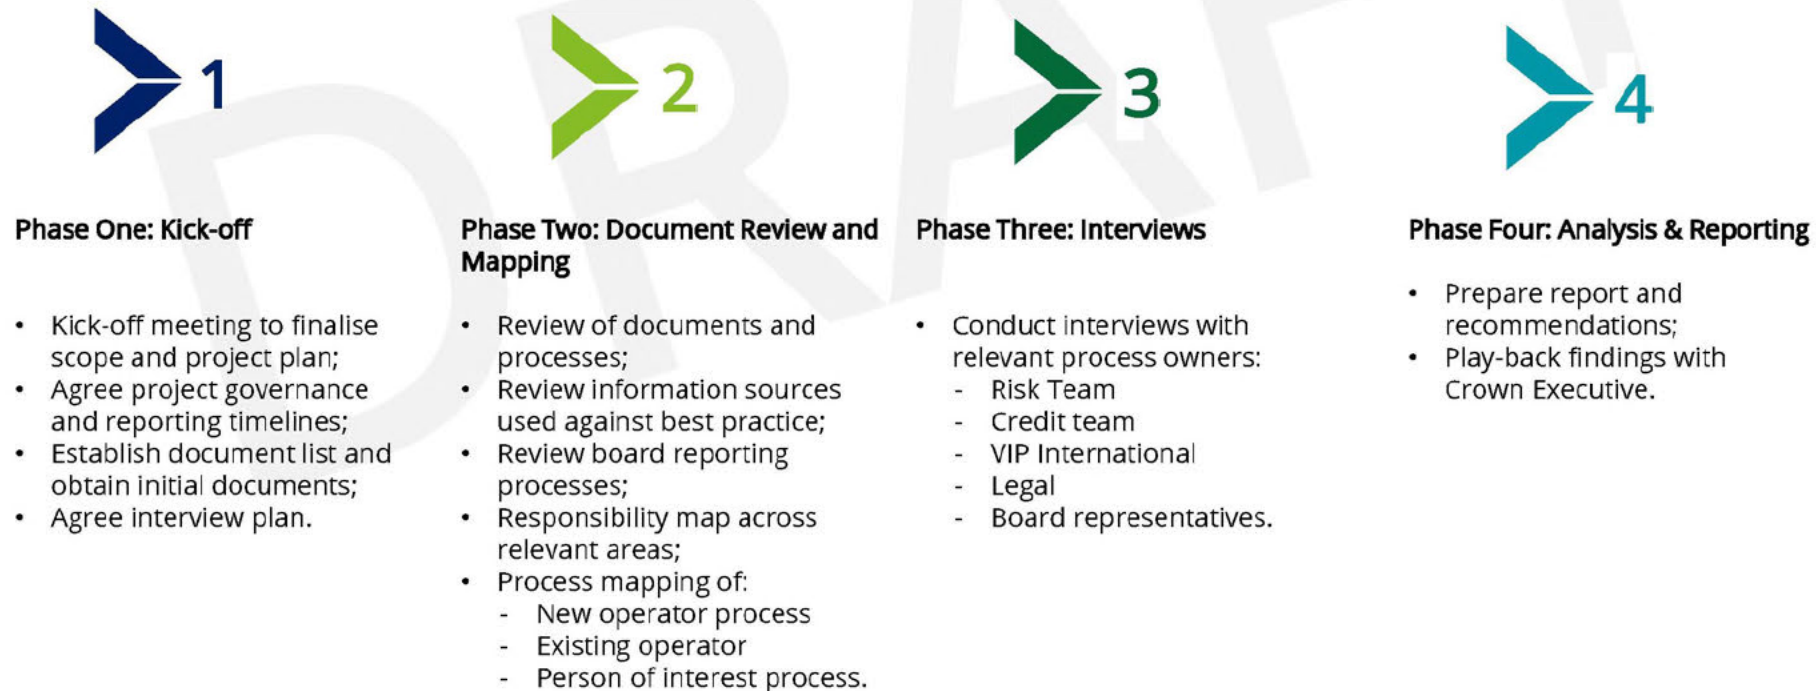 DRAFT
1
2
3
4
Phase One: Kick-off
• Kick-off meeting to finalise
scope and project plan;
• Agree project governance
and reporting timelines;
• Establish document list and
obtain initial documents;
• Agree interview plan.
Phase Two: Document Review and
Mapping
• Review of documents and
processes;
• Review information sources
used against best practice;
• Review board reporting
processes;
• Responsibility map across
relevant areas;
• Process mapping of:
- New operator process
- Existing operator
- Person of interest process.
Phase Three: Interviews
• Conduct interviews with
relevant process owners:
- Risk Team
- Credit team
- VIP International
- Legal
- Board representatives.
Phase Four: Analysis & Reporting
• Prepare report and
recommendations;
• Play-back findings with
Crown Executive.